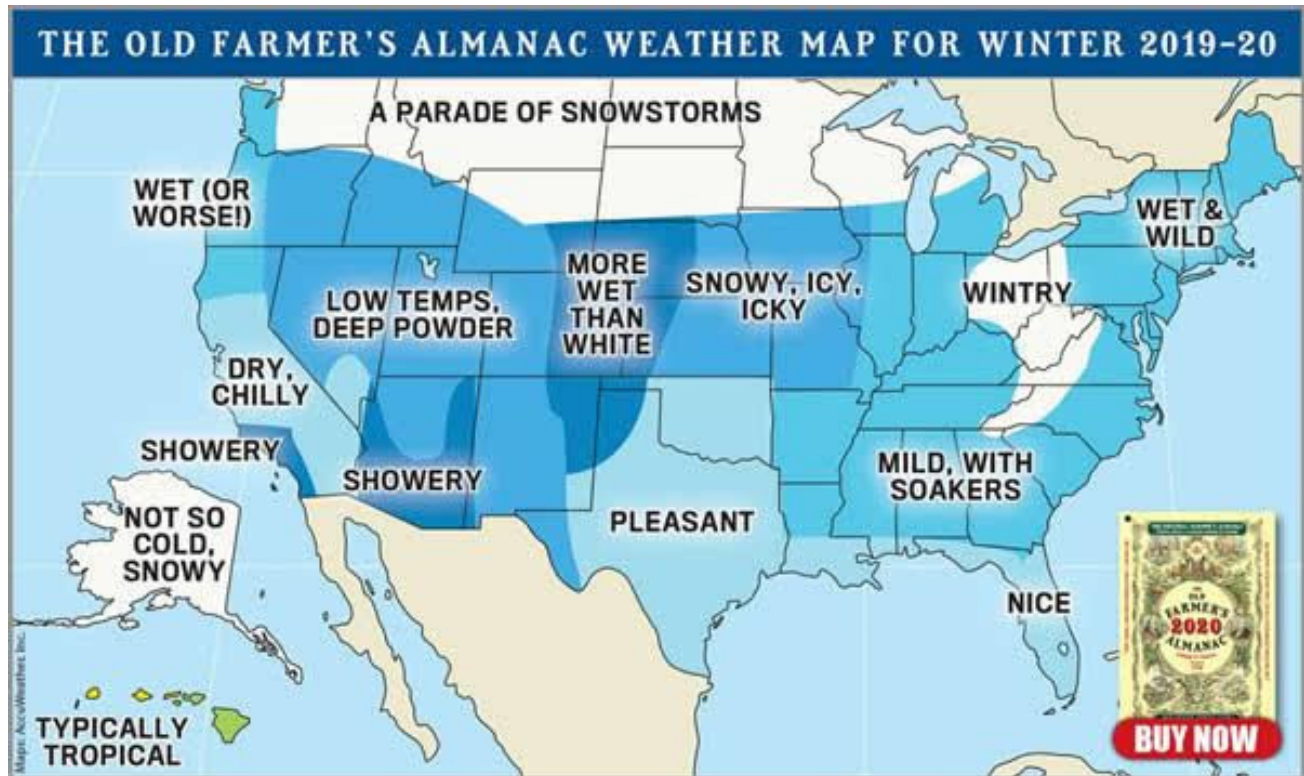 THE OLD FARMER'S ALMANAC WEATHER MAP FOR WINTER 2019-20
A PARADE OF SNOWSTORMS
WET (OR
WORSE!)
WET &
WILD
MORE
WET
THAN
WHITE
SNOWY, ICY,
ICKY
WINTRY
LOW TEMPS,
DEEP POWDER
DRY,
CHILLY
SHOWERY
SHOWERY
MILD, WITH
SOAKERS
PLEASANT
NOT SO
COLD,
SNOWY
NICE
TYPICALLY
TROPICAL
Maps: AccuWeather, Inc.
THE
OLD
FARMER'S
2020
ALMANAC
BUY NOW